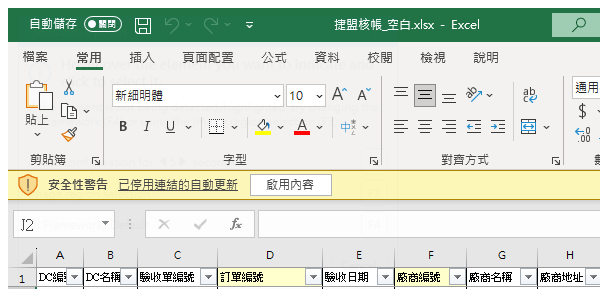 自動儲存 關閉 捷盟核帳_空白.xlsx - Excel
檔案 常用 插入 頁面配置 公式 資料 校閱 檢視 說明
貼上 新細明體 10 A A ab 通用
B I U A 中 $
剪貼簿 字型 對齊方式
安全性警告 已停用連結的自動更新 啟用內容
J2 fx
A B C D E F G H
1 DC編 DC名稱 驗收單編號 訂單編號 驗收日期 廠商編號 廠商名稱 廠商地址